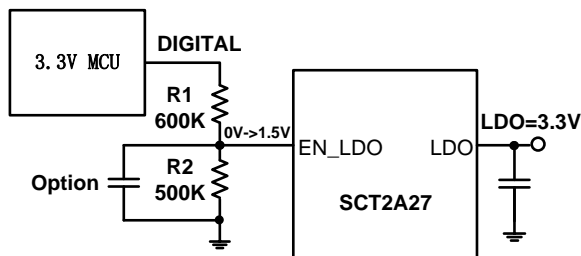 DIGITAL
3.3V MCU
R1
600K
0V->1.5V
LDO=3.3V
EN_LDO
LDO
R2
500K
Option
SCT2A27